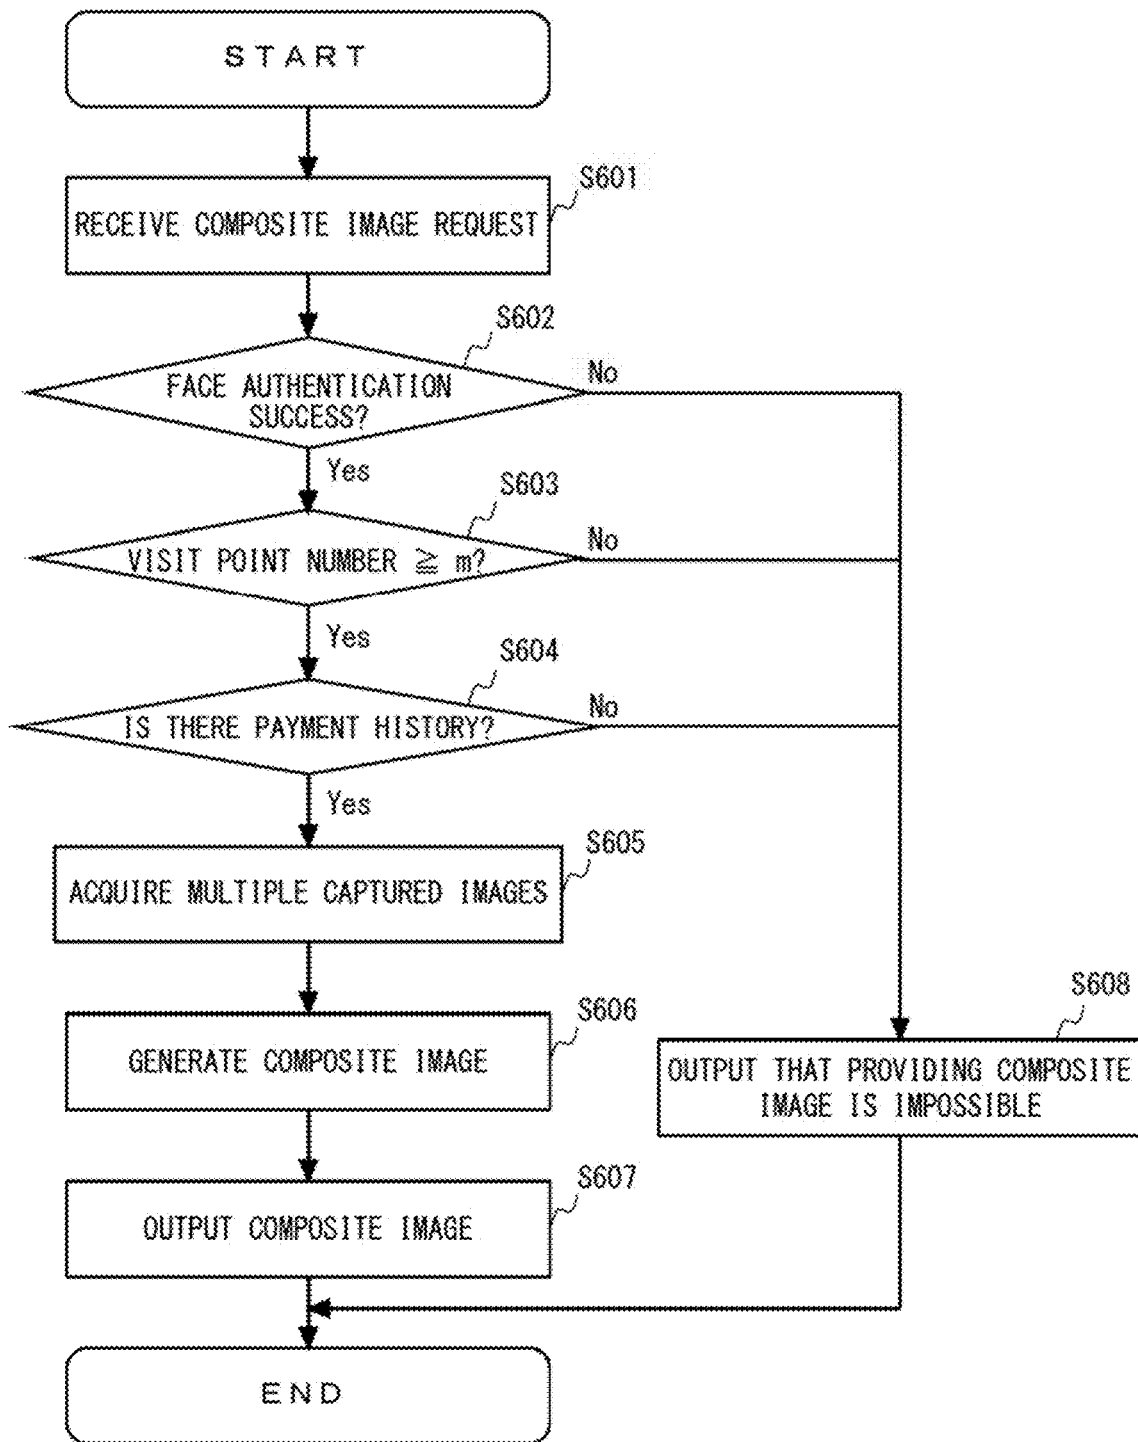 START
S601
RECEIVE COMPOSITE IMAGE REQUEST
S602
FACE AUTHENTICATION
SUCCESS?
No
Yes
S603
VISIT POINT NUMBER ≧ m?
No
Yes
S604
IS THERE PAYMENT HISTORY?
No
Yes
S605
ACQUIRE MULTIPLE CAPTURED IMAGES
S606
GENERATE COMPOSITE IMAGE
S608
OUTPUT THAT PROVIDING COMPOSITE
IMAGE IS IMPOSSIBLE
S607
OUTPUT COMPOSITE IMAGE
END